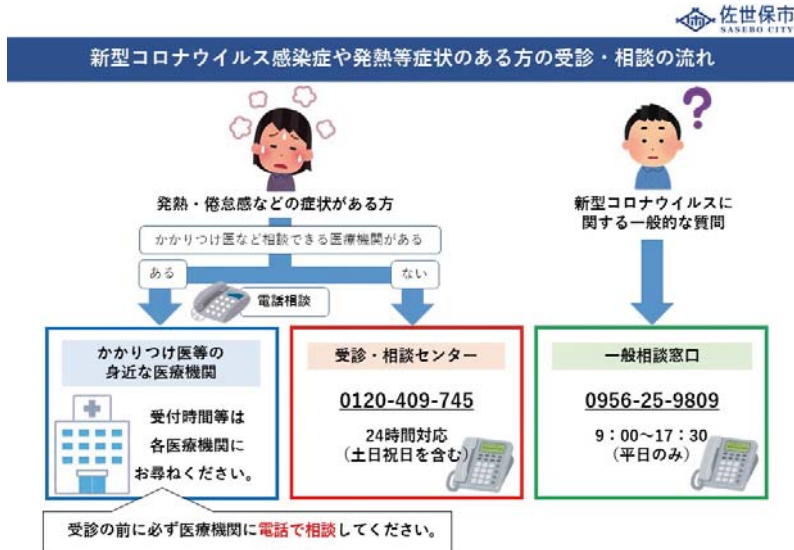 佐世保市
SASEBO CITY
新型コロナウイルス感染症や発熱等症状のある方の受診・相談の流れ
発熱・倦怠感などの症状がある方
かかりつけ医など相談できる医療機関がある
ある
ない
電話相談
かかりつけ医等の
身近な医療機関
受付時間等は
各医療機関に
お尋ねください。
受診の前に必ず医療機関に電話で相談してください。
受診・相談センター
0120-409-745
24時間対応
(土日祝日を含む)
?
新型コロナウイルスに
関する一般的な質問
一般相談窓口
0956-25-9809
9:00〜17:30
(平日のみ)